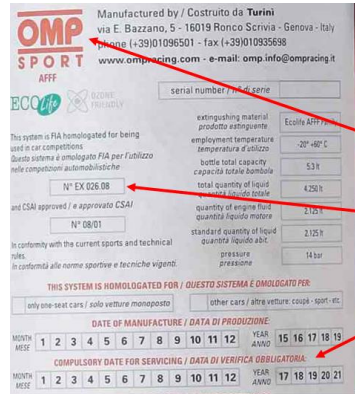 OMP
SPORT
AFFF
Manufactured by / Costruito da Turini
via E. Bazzano, 5 - 16019 Ronco Scrivia - Genova - Italy
phone (+39)01096501 - fax (+39)010935698
www.ompracing.com - e-mail: omp.info@ompracing.it
ECOLife
OZONE
FRIENDLY
serial number / n° di serie
This system is FIA homologated for being
used in car competitions
Questo sistema è omologato FIA per l'utilizzo
nelle competizioni automobilistiche
N° EX 026.08
and CSAI approved / e approvato CSAI
N° 08/01
In conformity with the current sports and technical
rules.
In conformità alle norme sportive e tecniche vigenti.
extinguishing material
prodotto estinguente
Ecolife AFFF
employment temperature
temperatura d'utilizzo
-20° +60° C
bottle total capacity
capacità totale bombola
5.3 lt
total quantity of liquid
quantità liquido totale
4.250 lt
quantity of engine fluid
quantità liquido motore
2.125 lt
standard quantity of liquid
quantità liquido abit.
2.125 lt
pressure
pressione
14 bar
THIS SYSTEM IS HOMOLOGATED FOR / QUESTO SISTEMA È OMOLOGATO PER:
only one-seat cars / solo vetture monoposto
other cars / altre vetture: coupé - sport - etc.
DATE OF MANUFACTURE / DATA DI PRODUZIONE:
MONTH
MESE
1 2 3 4 5 6 7 8 9 10 11 12
YEAR
ANNO
15 16 17 18 19
COMPULSORY DATE FOR SERVICING / DATA DI VERIFICA OBBLIGATORIA:
MONTH
MESE
1 2 3 4 5 6 7 8 9 10 11 12
YEAR
ANNO
17 18 19 20 21